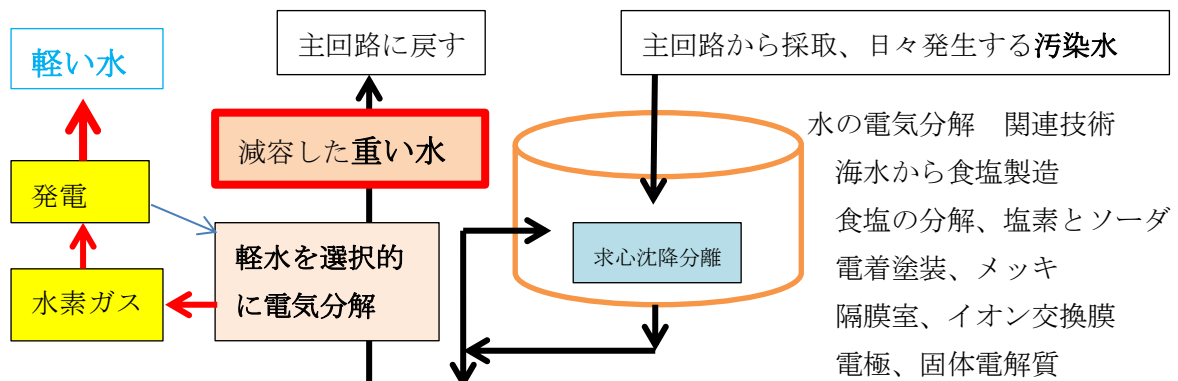 軽い水
主回路に戻す
主回路から採取、日々発生する汚染水
減容した重い水
発電
軽水を選択的
に電気分解
水素ガス
求心沈降分離
水の電気分解　関連技術
海水から食塩製造
食塩の分解、塩素とソーダ
電着塗装、メッキ
隔膜室、イオン交換膜
電極、固体電解質